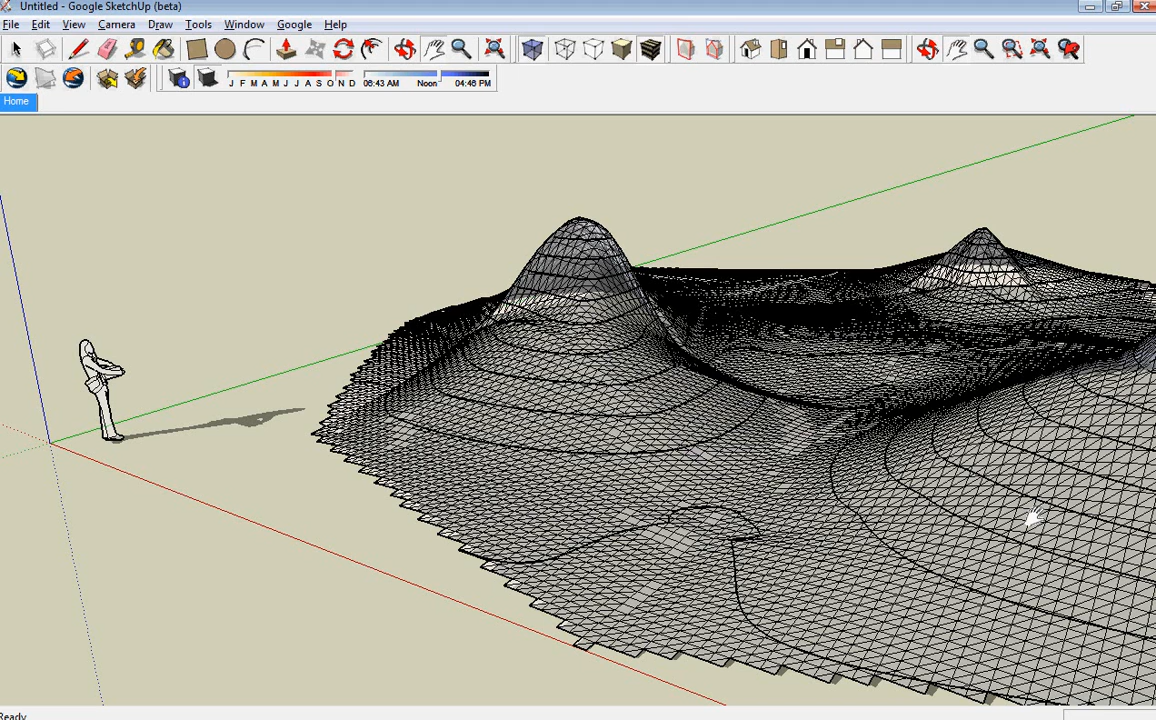 Untitled - Google SketchUp (beta)
File Edit View Camera Draw Tools Window Google Help
J F M A M J J A S O N D 06:43 AM Noon 04:46 PM
Home
Ready